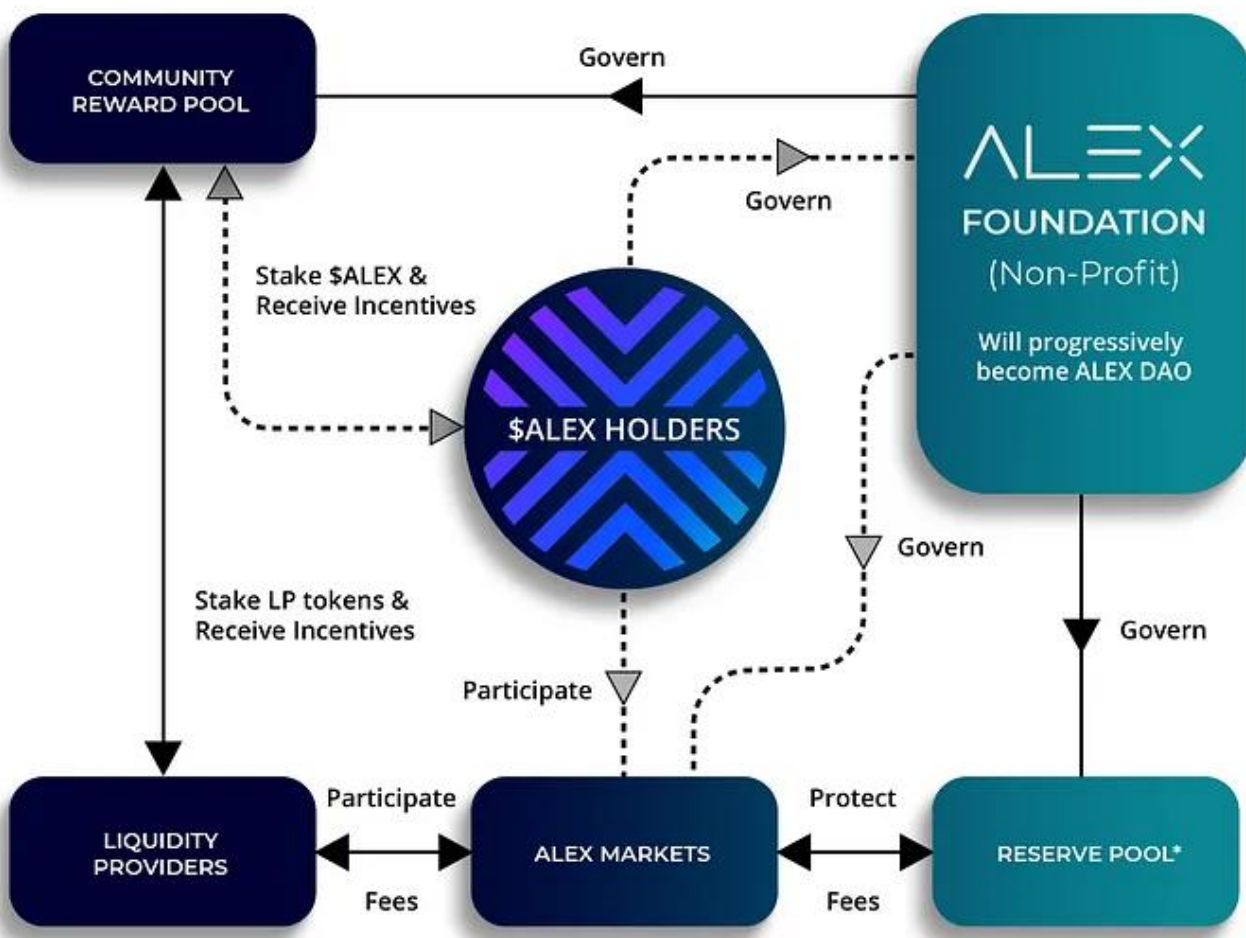 COMMUNITY
REWARD POOL
Govern
ALEX
FOUNDATION
(Non-Profit)
Will progressively
become ALEX DAO
Govern
Stake $ALEX &
Receive Incentives
$ALEX HOLDERS
Govern
Stake LP tokens &
Receive Incentives
Govern
Participate
LIQUIDITY
PROVIDERS
Participate
Fees
ALEX MARKETS
Protect
Fees
RESERVE POOL*